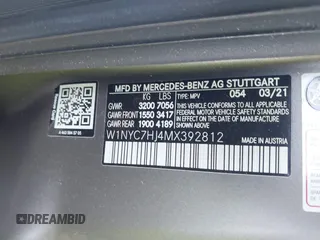 MFD BY MERCEDES-BENZ AG STUTTGART
KG LBS 054 03/21
GVWR 3200 7056
GAWR FRONT 1550 3417
GAWR REAR 1900 4189
THIS VEHICLE CONFORMS TO ALL APPLICABLE
FEDERAL MOTOR VEHICLE SAFETY
STANDARDS IN EFFECT ON THE DATE OF
MANUFACTURE SHOWN ABOVE.
W1NYC7HJ4MX392812
MADE IN AUSTRIA
DREAMBID